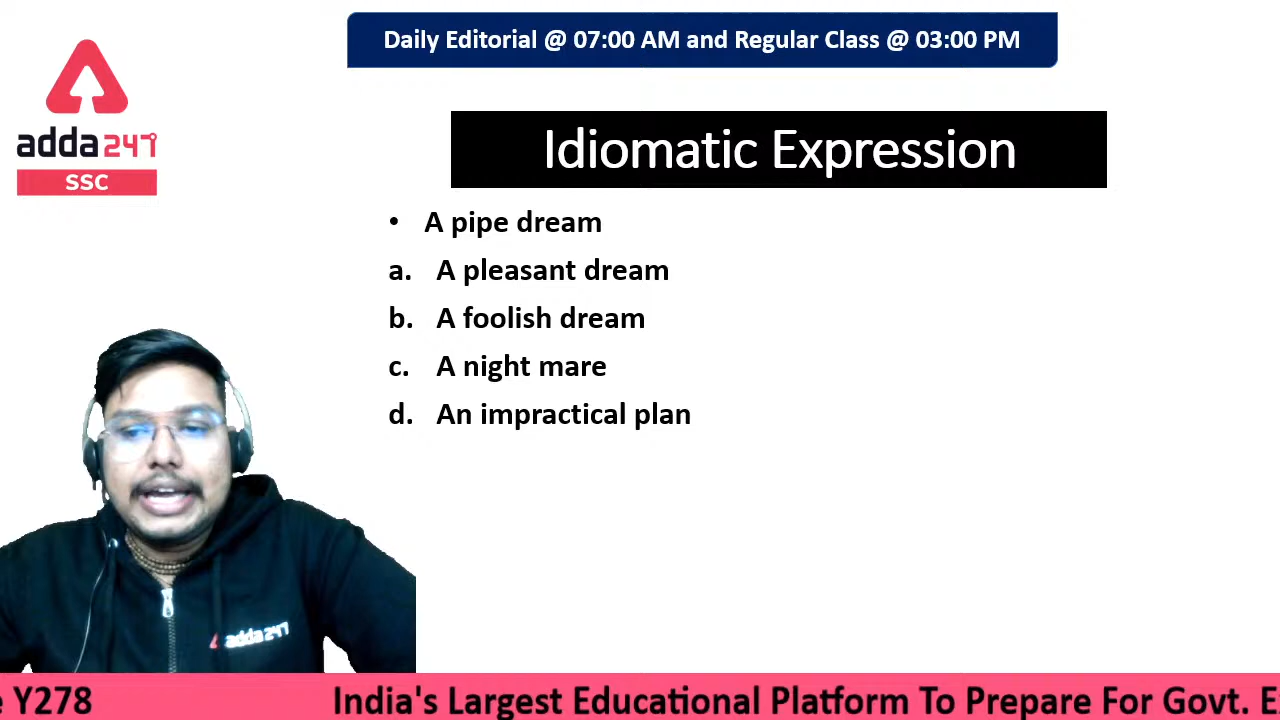 Daily Editorial @ 07:00 AM and Regular Class @ 03:00 PM
adda247
SSC
Idiomatic Expression
• A pipe dream
a. A pleasant dream
b. A foolish dream
c. A night mare
d. An impractical plan
adda247
Y278 India's Largest Educational Platform To Prepare For Govt.